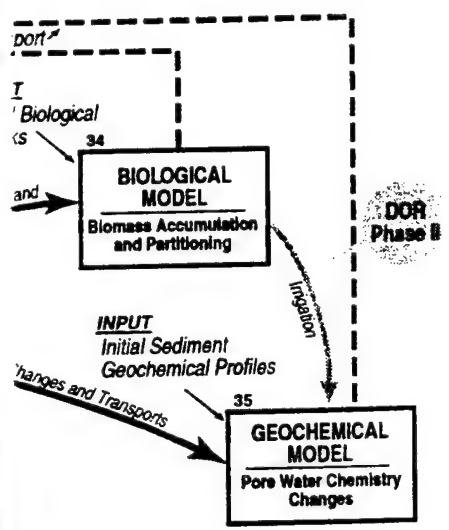 port
T
Biological
ks
34
BIOLOGICAL
MODEL
Biomass Accumulation
and Partitioning
and
DOR
Phase II
Irrigation
INPUT
Initial Sediment
Geochemical Profiles
hanges and Transports
35
GEOCHEMICAL
MODEL
Pore Water Chemistry
Changes